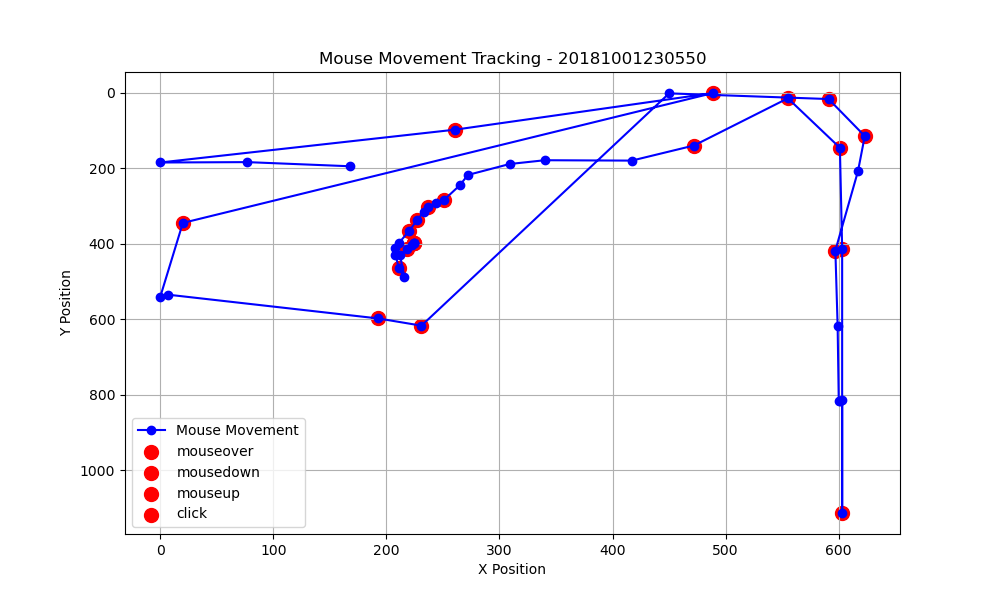 Mouse Movement Tracking - 20181001230550
0
200
400
600
800
1000
Y Position
Mouse Movement
mouseover
mousedown
mouseup
click
0 100 200 300 400 500 600
X Position